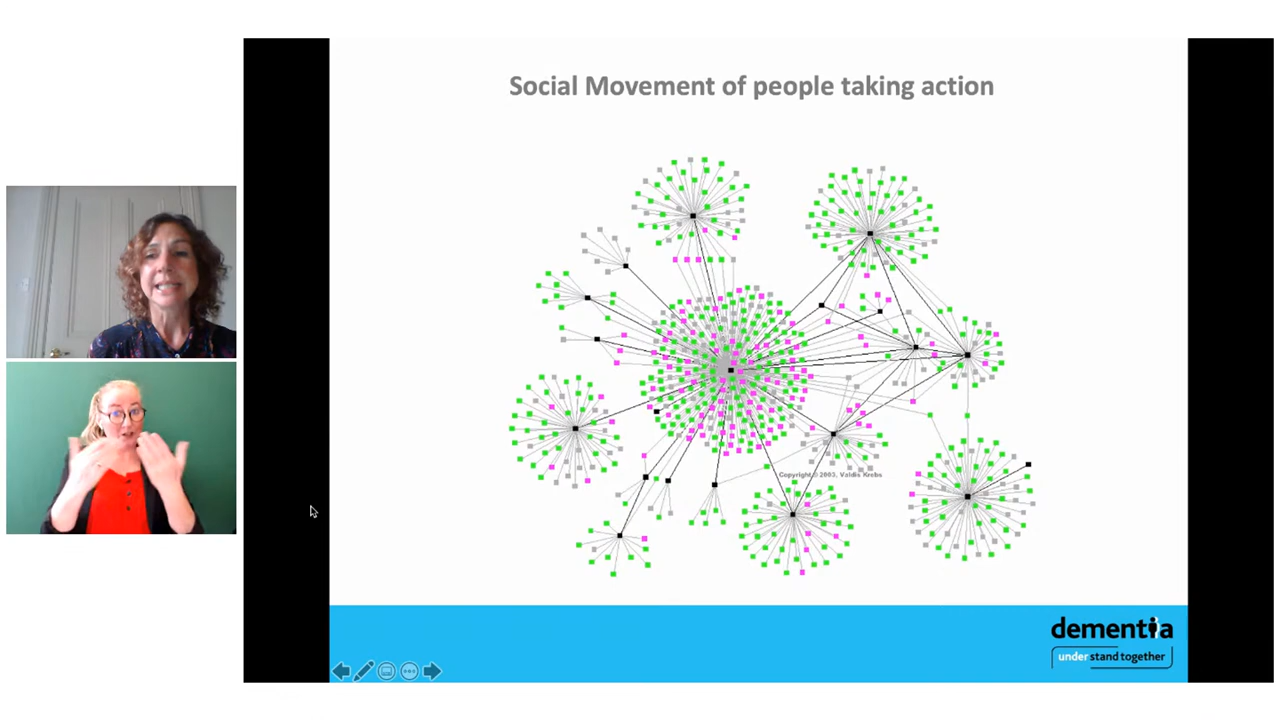 Social Movement of people taking action
Copyright © 2003, Valdis Krebs
dementia
understand together